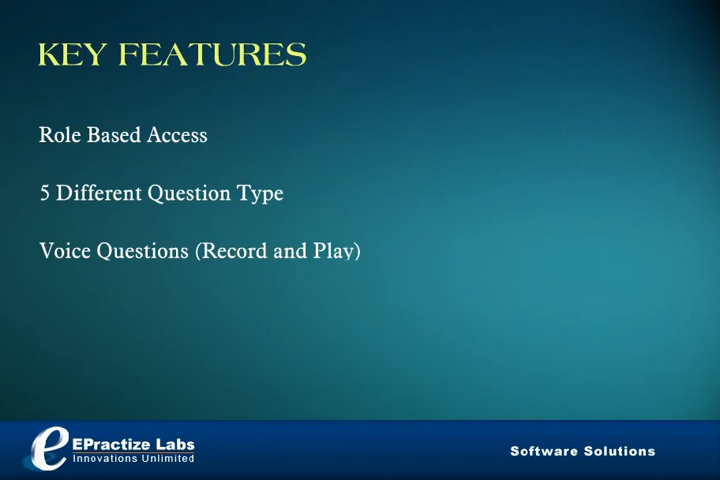 KEY FEATURES
Role Based Access
5 Different Question Type
Voice Questions (Record and Play)
e EPractize Labs
Innovations Unlimited
Software Solutions